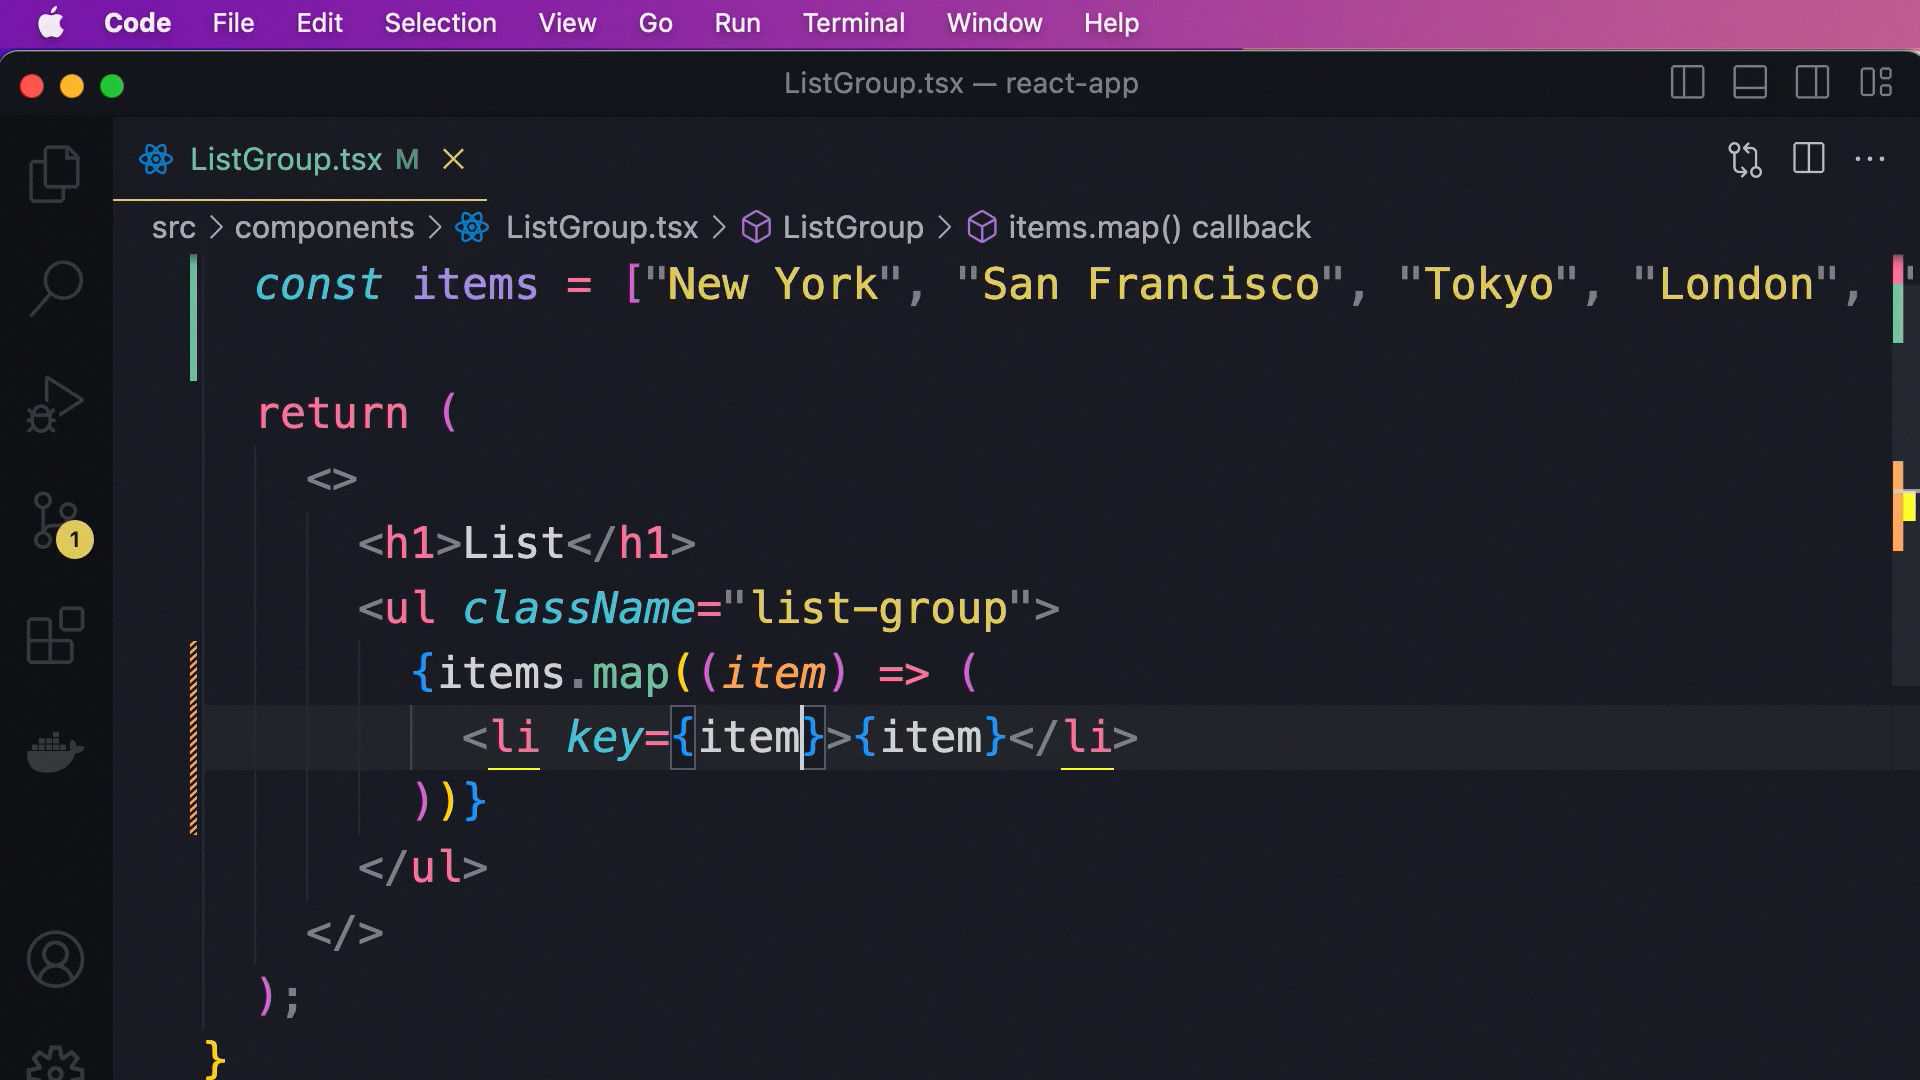 Code File Edit Selection View Go Run Terminal Window Help
ListGroup.tsx — react-app
ListGroup.tsx M
src > components > ListGroup.tsx > ListGroup > items.map() callback
const items = ["New York", "San Francisco", "Tokyo", "London", "
return (
<>
<h1>List</h1>
1
<ul className="list-group">
{items.map((item) => (
<li key={item}>{item}</li>
))}
</ul>
</>
);
}